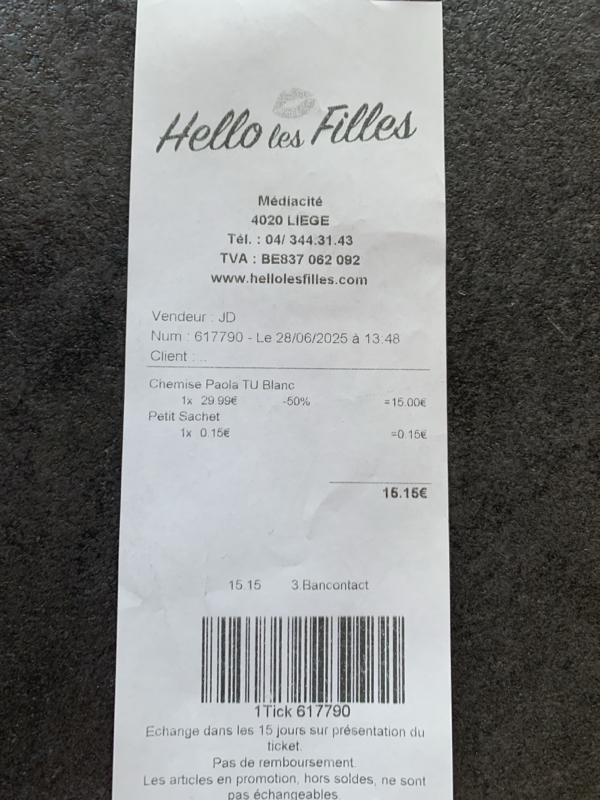 Hello les Filles
Médiacité
4020 LIEGE
Tél. : 04/ 344.31.43
TVA : BE837 062 092
www.hellolesfilles.com
Vendeur : JD
Num : 617790 - Le 28/06/2025 à 13:48
Client :...
Chemise Paola TU Blanc
1x 29.99€ -50% =15.00€
Petit Sachet
1x 0.15€ =0.15€
15.15€
15.15 3.Bancontact
1Tick 617790
Echange dans les 15 jours sur présentation du
ticket.
Pas de remboursement.
Les articles en promotion, hors soldes, ne sont
pas échangeables.